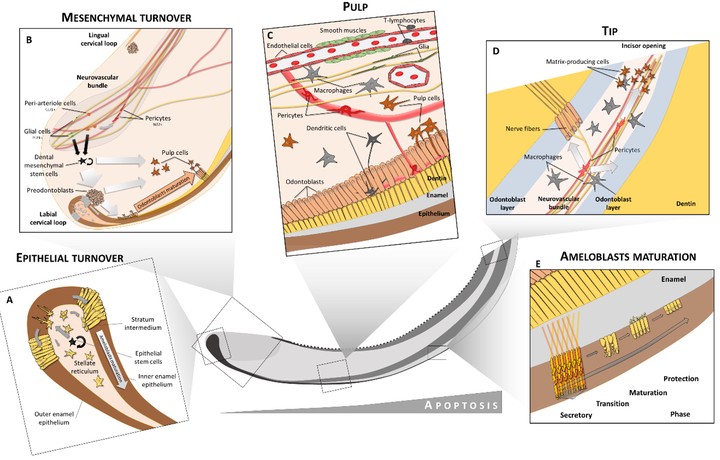 MESENCHYMAL TURNOVER
B
Lingual
cervical loop
Neurovascular
bundle
Peri-arteriole cells
Glial cells
Pericytes
Dental
mesenchymal
stem cells
Pulp cells
Preodontoblasts
Odontoblasts maturation
Labial
cervical loop
PULP
C
Smooth muscles
T-lymphocytes
Endothelial cells
Glia
Macrophages
Pericytes
Pulp cells
Dendritic cells
Odontoblasts
Dentin
Enamel
Epithelium
TIP
D
Incisor opening
Matrix-producing cells
Nerve fibers
Macrophages
Pericytes
Odontoblast
layer
Neurovascular
bundle
Odontoblast
layer
Dentin
EPITHELIAL TURNOVER
A
Stratum
intermedium
Epithelial
stem cells
Stellate
reticulum
Inner enamel
epithelium
Outer enamel
epithelium
APOPTOSIS
AMELOBLASTS MATURATION
E
Enamel
Protection
Maturation
Transition
Secretory
Phase